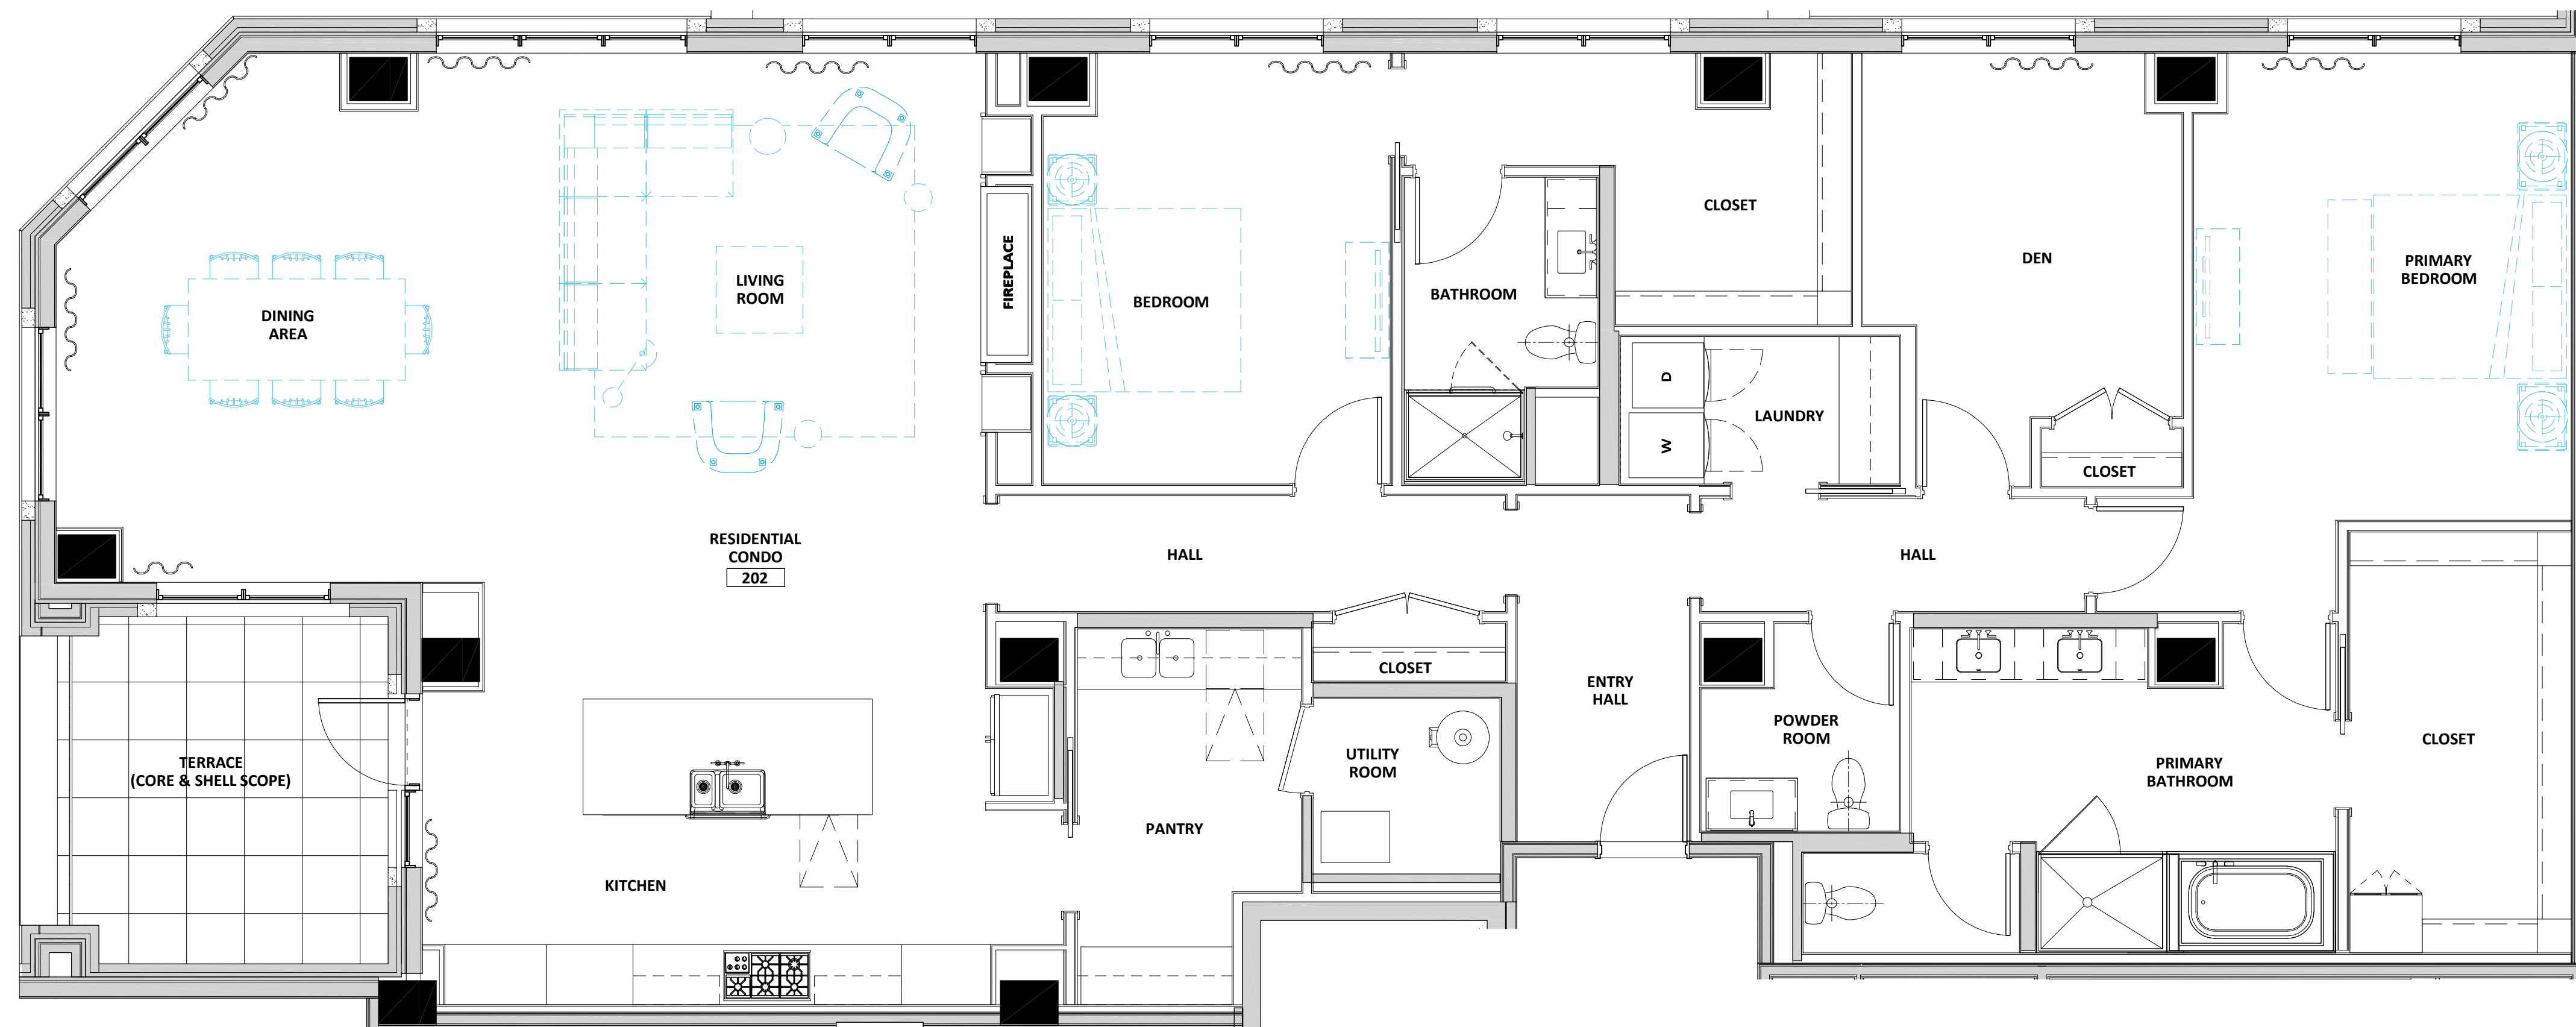 DINING
AREA
LIVING
ROOM
FIREPLACE
BEDROOM
BATHROOM
CLOSET
DEN
PRIMARY
BEDROOM
D
W
LAUNDRY
CLOSET
RESIDENTIAL
CONDO
202
HALL
HALL
TERRACE
(CORE & SHELL SCOPE)
KITCHEN
PANTRY
CLOSET
UTILITY
ROOM
ENTRY
HALL
POWDER
ROOM
PRIMARY
BATHROOM
CLOSET